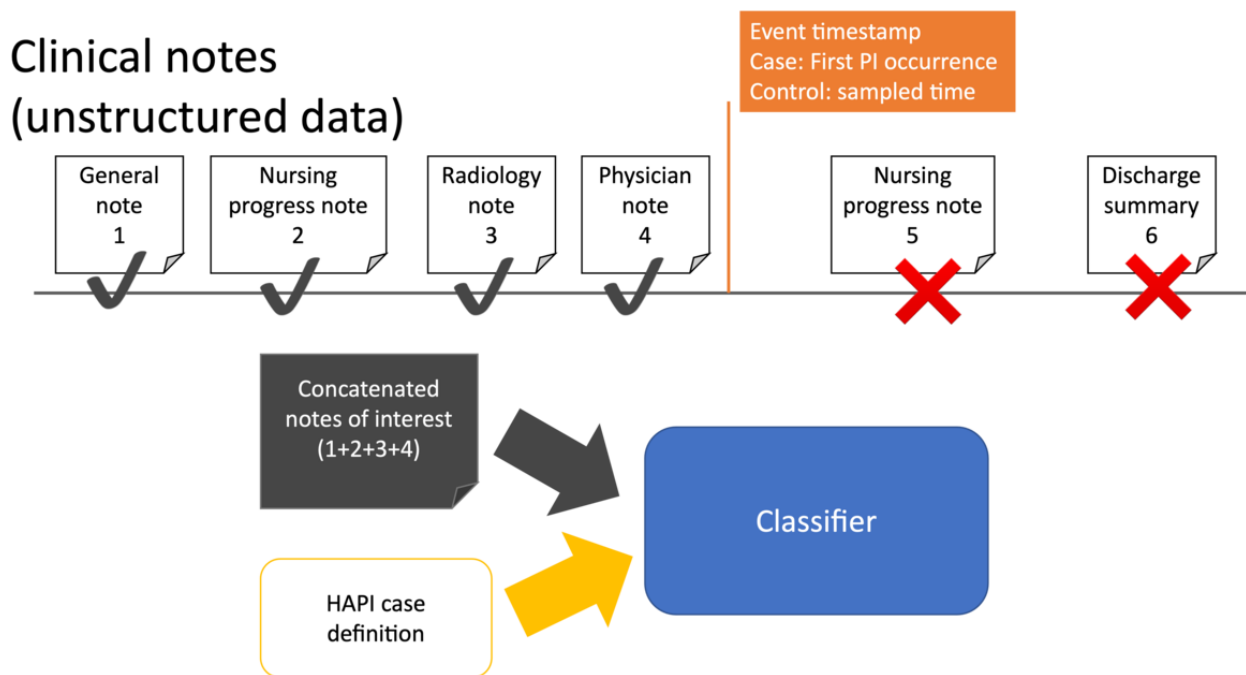 Clinical notes
(unstructured data)
Event timestamp
Case: First PI occurrence
Control: sampled time
General
note
1
Nursing
progress note
2
Radiology
note
3
Physician
note
4
Nursing
progress note
5
Discharge
summary
6
Concatenated
notes of interest
(1+2+3+4)
Classifier
HAPI case
definition